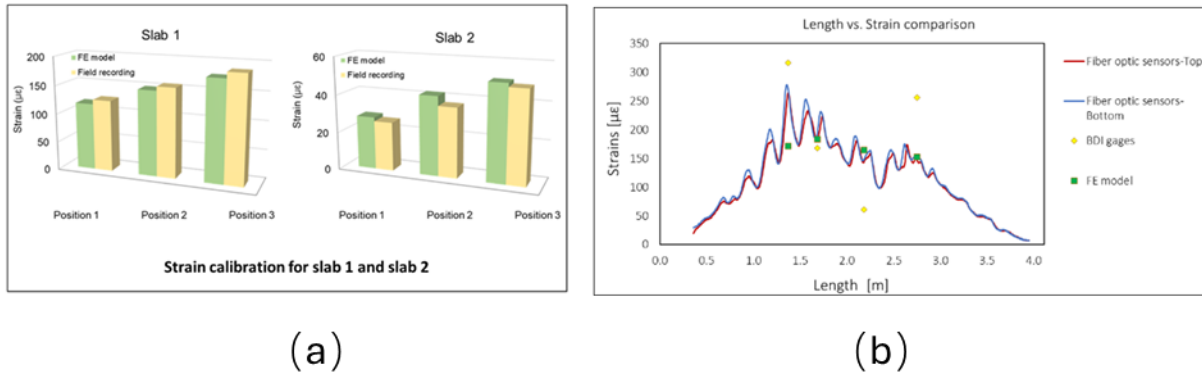 Slab 1
200
150
100
50
0
Strain (με)
FE model
Field recording
Position 1
Position 2
Position 3
Slab 2
60
40
20
0
Strain (με)
FE model
Field recording
Position 1
Position 2
Position 3
Strain calibration for slab 1 and slab 2
(a)
Length vs. Strain comparison
350
300
250
200
150
100
50
0
Strains [με]
0.0 0.5 1.0 1.5 2.0 2.5 3.0 3.5 4.0
Length [m]
Fiber optic sensors-Top
Fiber optic sensors-
Bottom
BDI gages
FE model
(b)